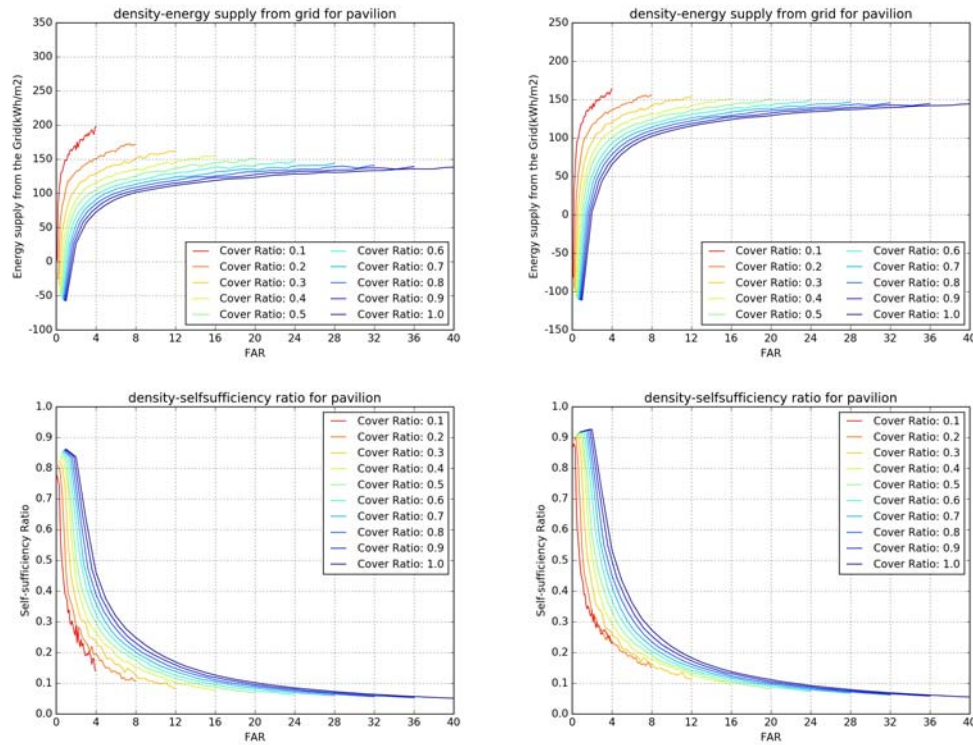 density-energy supply from grid for pavilion
350
300
250
200
150
100
50
0
-50
-100
Energy supply from the Grid(kWh/m2)
Cover Ratio: 0.1
Cover Ratio: 0.2
Cover Ratio: 0.3
Cover Ratio: 0.4
Cover Ratio: 0.5
Cover Ratio: 0.6
Cover Ratio: 0.7
Cover Ratio: 0.8
Cover Ratio: 0.9
Cover Ratio: 1.0
0 4 8 12 16 20 24 28 32 36 40
FAR
density-energy supply from grid for pavilion
250
200
150
100
50
0
-50
-100
-150
Energy supply from the Grid(kWh/m2)
Cover Ratio: 0.1
Cover Ratio: 0.2
Cover Ratio: 0.3
Cover Ratio: 0.4
Cover Ratio: 0.5
Cover Ratio: 0.6
Cover Ratio: 0.7
Cover Ratio: 0.8
Cover Ratio: 0.9
Cover Ratio: 1.0
0 4 8 12 16 20 24 28 32 36 40
FAR
density-selfsufficiency ratio for pavilion
1.0
0.9
0.8
0.7
0.6
0.5
0.4
0.3
0.2
0.1
0.0
Self-sufficiency Ratio
Cover Ratio: 0.1
Cover Ratio: 0.2
Cover Ratio: 0.3
Cover Ratio: 0.4
Cover Ratio: 0.5
Cover Ratio: 0.6
Cover Ratio: 0.7
Cover Ratio: 0.8
Cover Ratio: 0.9
Cover Ratio: 1.0
0 4 8 12 16 20 24 28 32 36 40
FAR
density-selfsufficiency ratio for pavilion
1.0
0.9
0.8
0.7
0.6
0.5
0.4
0.3
0.2
0.1
0.0
Self-sufficiency Ratio
Cover Ratio: 0.1
Cover Ratio: 0.2
Cover Ratio: 0.3
Cover Ratio: 0.4
Cover Ratio: 0.5
Cover Ratio: 0.6
Cover Ratio: 0.7
Cover Ratio: 0.8
Cover Ratio: 0.9
Cover Ratio: 1.0
0 4 8 12 16 20 24 28 32 36 40
FAR